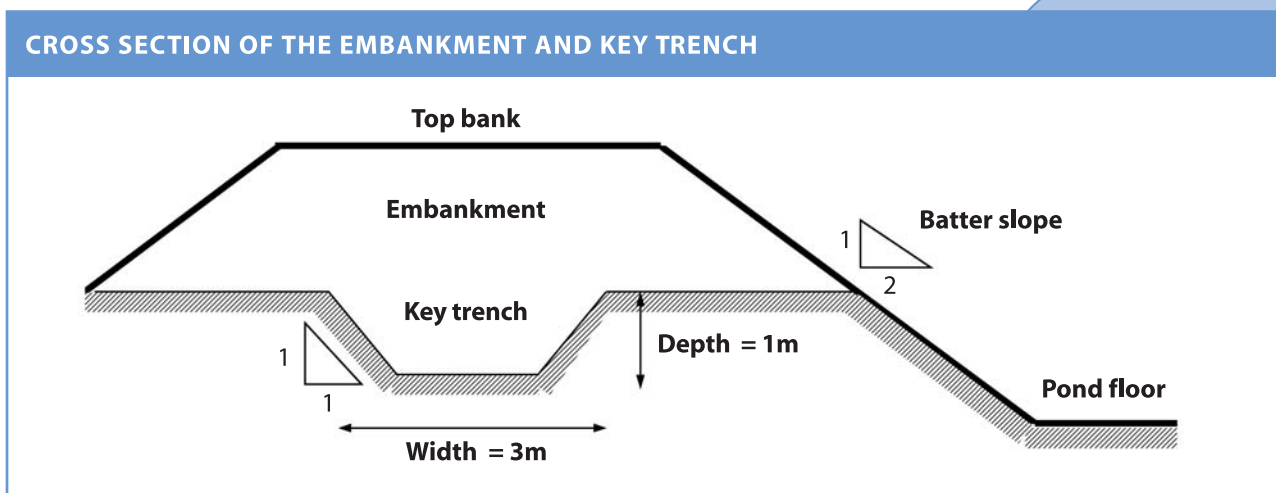 CROSS SECTION OF THE EMBANKMENT AND KEY TRENCH
Top bank
Embankment
Batter slope
1
2
Key trench
1
1
Depth = 1m
Pond floor
Width = 3m